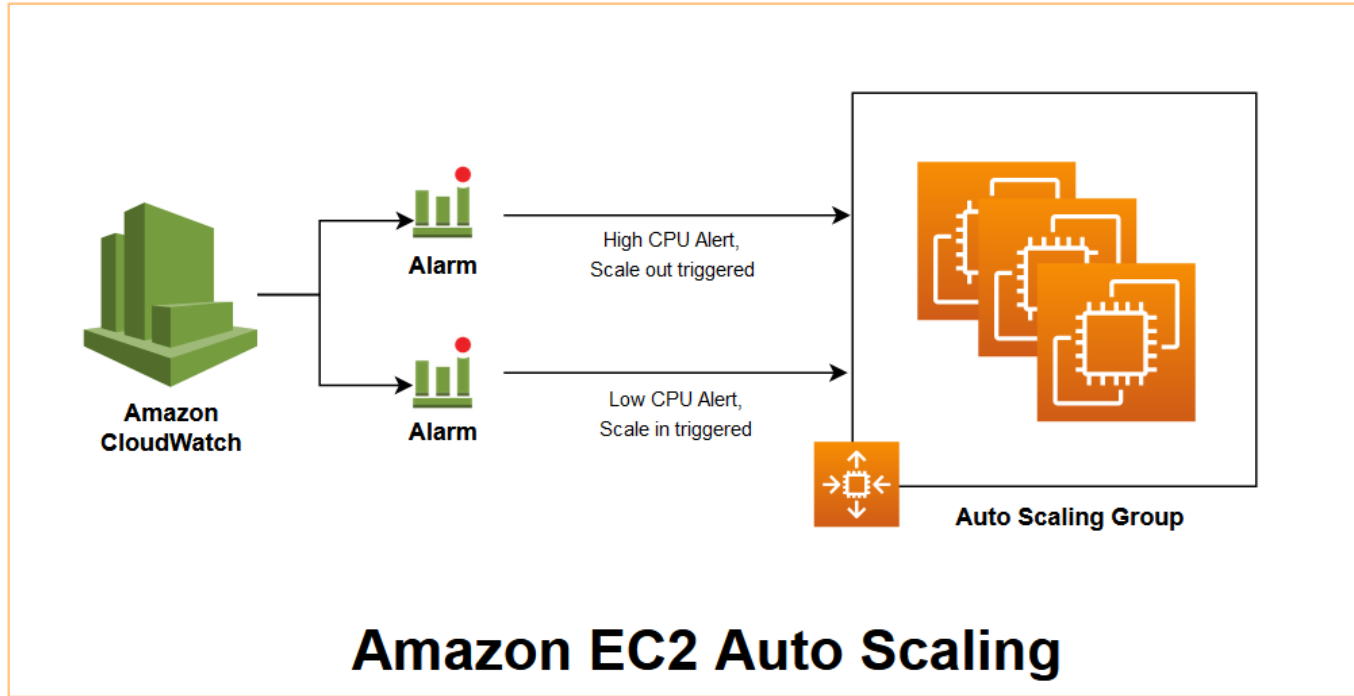 Amazon
CloudWatch
Alarm
High CPU Alert,
Scale out triggered
Alarm
Low CPU Alert,
Scale in triggered
Auto Scaling Group
Amazon EC2 Auto Scaling